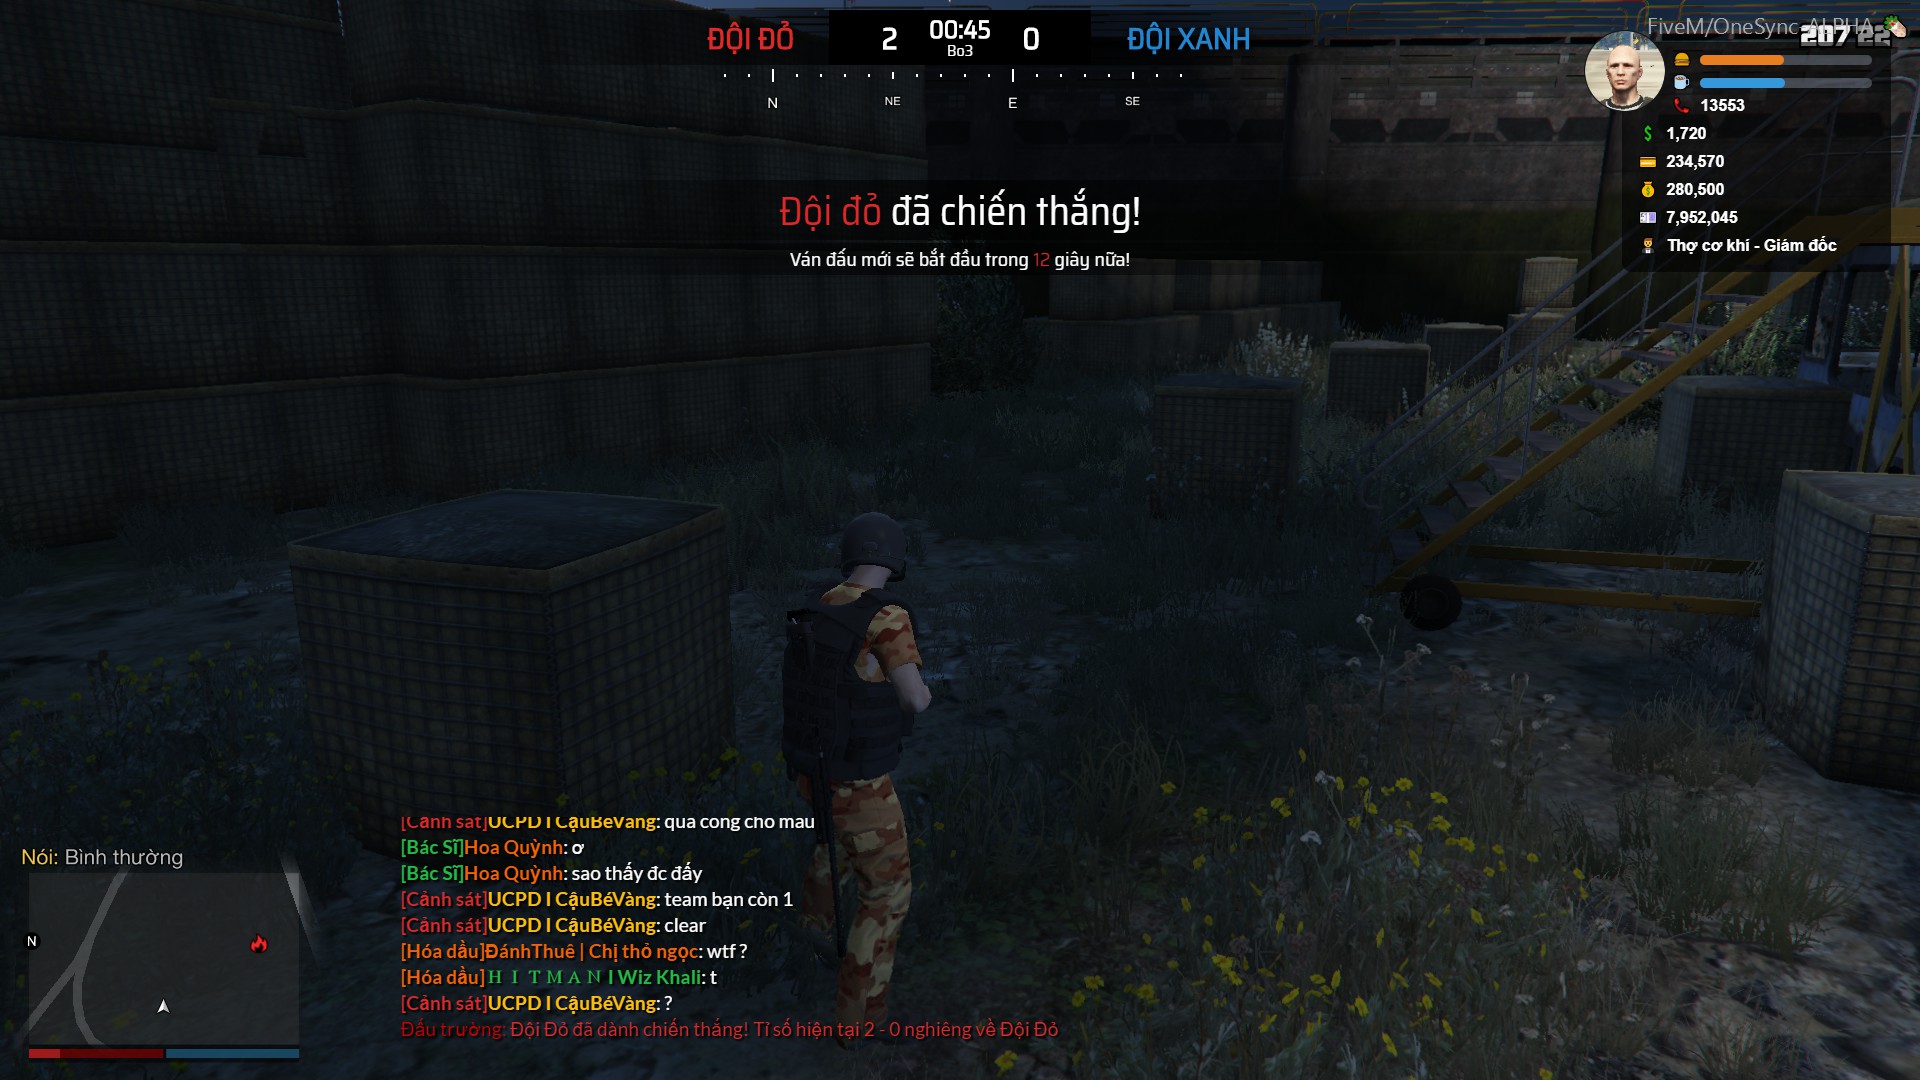 ĐỘI ĐỎ 2 00:45 0 ĐỘI XANH
Bo3
N NE E SE
FiveM/OneSync ALPHA
207 22
13553
1,720
234,570
280,500
7,952,045
Thợ cơ khí - Giám đốc
Đội đỏ đã chiến thắng!
Ván đấu mới sẽ bắt đầu trong 12 giây nữa!
Nói: Bình thường
N
[Cảnh sát]UCPD I CậuBéVàng: qua cong cho mau
[Bác Sĩ]Hoa Quỳnh: ơ
[Bác Sĩ]Hoa Quỳnh: sao thấy đc đấy
[Cảnh sát]UCPD I CậuBéVàng: team bạn còn 1
[Cảnh sát]UCPD I CậuBéVàng: clear
[Hóa dầu]ĐánhThuê | Chị thỏ ngọc: wtf ?
[Hóa dầu]H I T M A N I Wiz Khali: t
[Cảnh sát]UCPD I CậuBéVàng: ?
Đấu trường: Đội Đỏ đã dành chiến thắng! Tỉ số hiện tại 2 - 0 nghiêng về Đội Đỏ